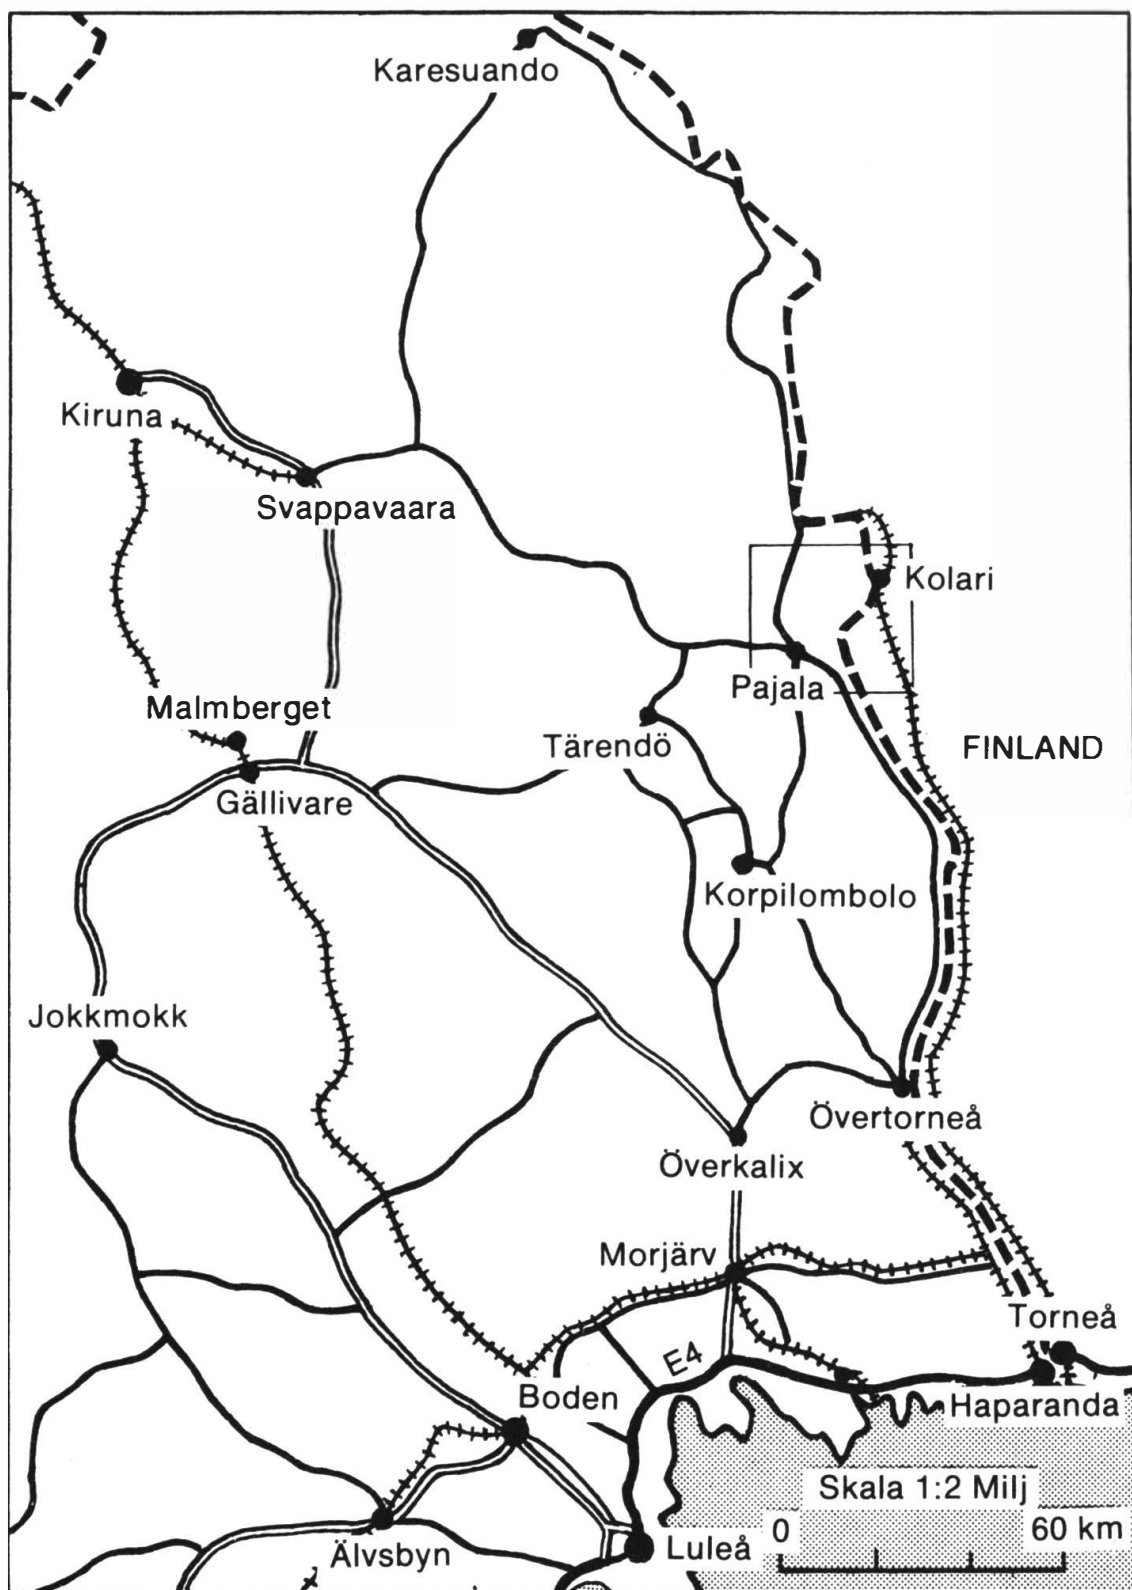 Karesuando
Kiruna
Svappavaara
Kolari
Pajala
Malmberget
Tärendö
FINLAND
Gällivare
Korpilombolo
Jokkmokk
Övertorneå
Överkalix
Morjärv
Torneå
E4
Boden
Haparanda
Skala 1:2 Milj
0 60 km
Luleå
Älvsbyn